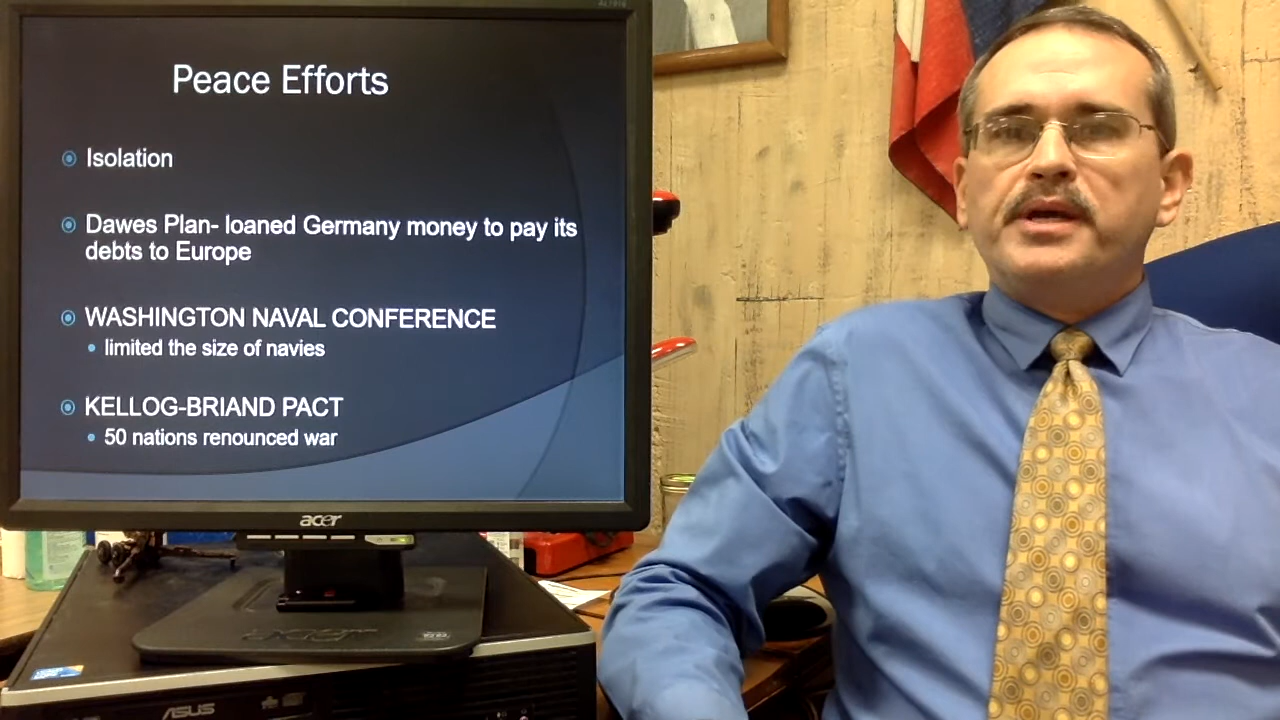 Peace Efforts
Isolation
Dawes Plan- loaned Germany money to pay its
debts to Europe
WASHINGTON NAVAL CONFERENCE
limited the size of navies
KELLOG-BRIAND PACT
50 nations renounced war
acer
acer
ASUS